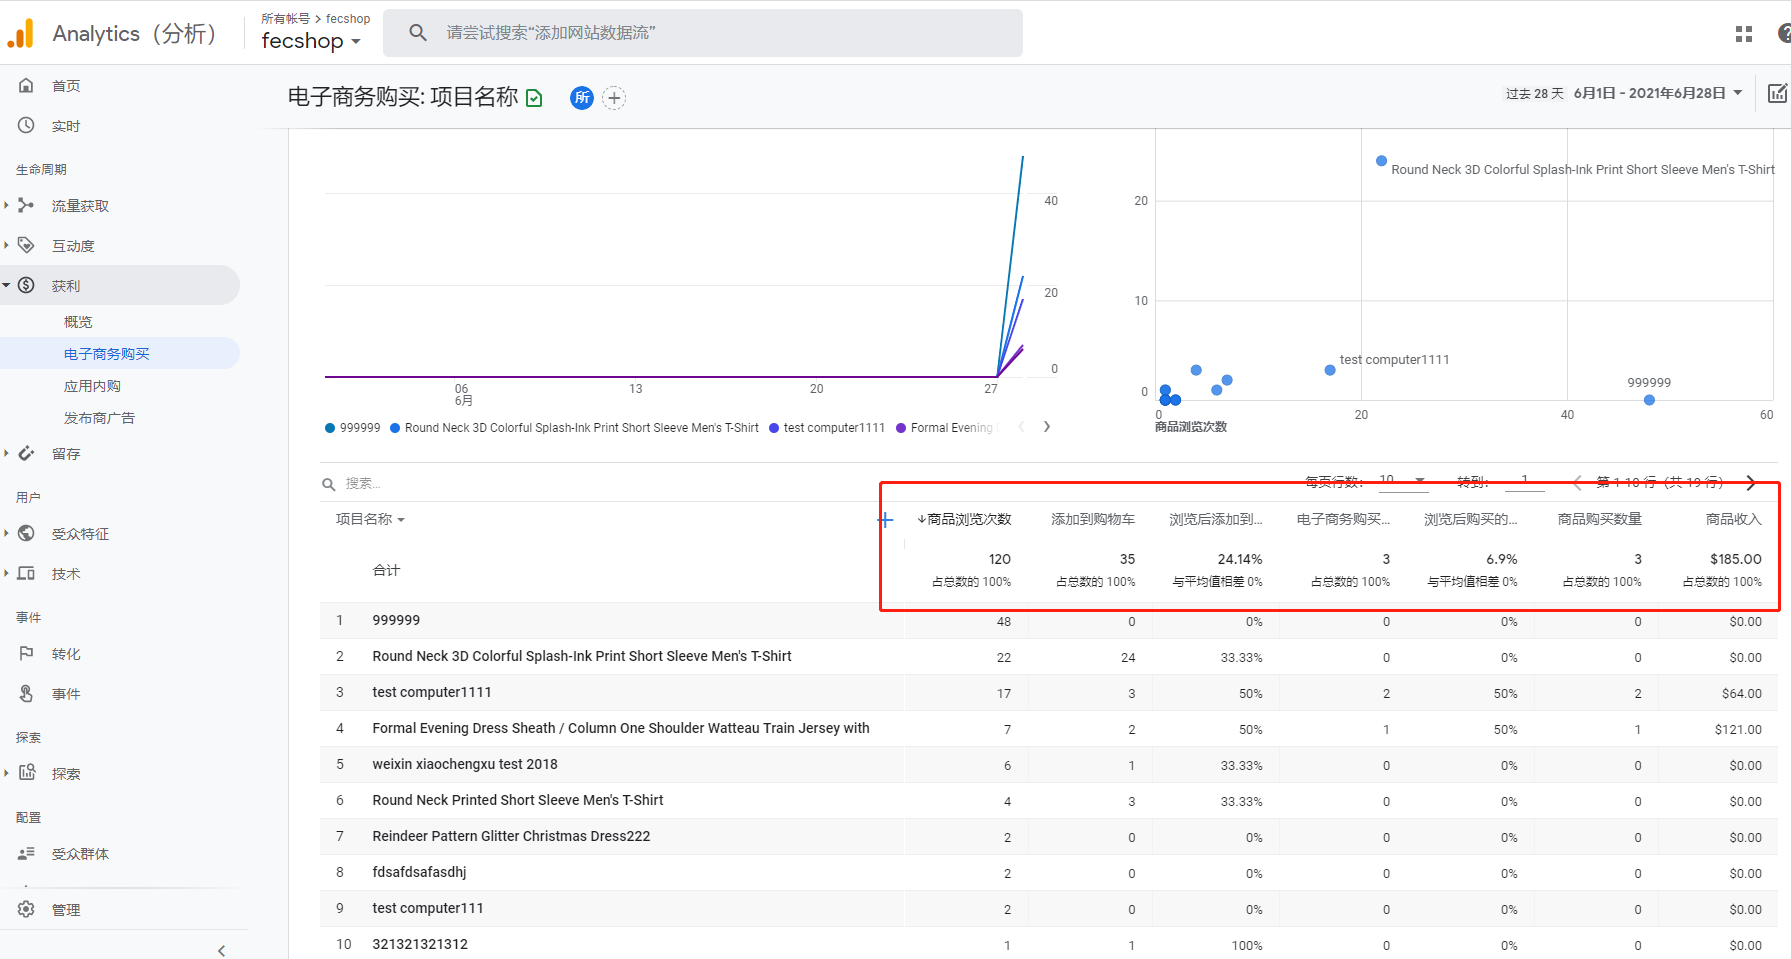 Analytics（分析）
所有帐号 > fecshop
fecshop
请尝试搜索“添加网站数据流”
首页
实时
生命周期
流量获取
互动度
获利
概览
电子商务购买
应用内购
发布商广告
留存
用户
受众特征
技术
事件
转化
事件
探索
探索
配置
受众群体
管理
电子商务购买: 项目名称
所
过去 28 天 6月1日 - 2021年6月28日
40
20
0
06
6月
13
20
27
999999
Round Neck 3D Colorful Splash-Ink Print Short Sleeve Men's T-Shirt
test computer1111
Formal Evening
Round Neck 3D Colorful Splash-Ink Print Short Sleeve Men's T-Shirt
20
10
test computer1111
999999
0
0
20
40
60
商品浏览次数
搜索...
每页行数: 10 转到: 1 第 1-10 行（共 19 行）
项目名称 商品浏览次数 添加到购物车 浏览后添加到... 电子商务购买... 浏览后购买的... 商品购买数量 商品收入
合计 120 35 24.14% 3 6.9% 3 $185.00
占总数的 100% 占总数的 100% 与平均值相差 0% 占总数的 100% 与平均值相差 0% 占总数的 100% 占总数的 100%
1 999999 48 0 0% 0 0% 0 $0.00
2 Round Neck 3D Colorful Splash-Ink Print Short Sleeve Men's T-Shirt 22 24 33.33% 0 0% 0 $0.00
3 test computer1111 17 3 50% 2 50% 2 $64.00
4 Formal Evening Dress Sheath / Column One Shoulder Watteau Train Jersey with 7 2 50% 1 50% 1 $121.00
5 weixin xiaochengxu test 2018 6 1 33.33% 0 0% 0 $0.00
6 Round Neck Printed Short Sleeve Men's T-Shirt 4 3 33.33% 0 0% 0 $0.00
7 Reindeer Pattern Glitter Christmas Dress222 2 0 0% 0 0% 0 $0.00
8 fdsafdsafasdhj 2 0 0% 0 0% 0 $0.00
9 test computer111 2 0 0% 0 0% 0 $0.00
10 321321321312 1 1 100% 0 0% 0 $0.00